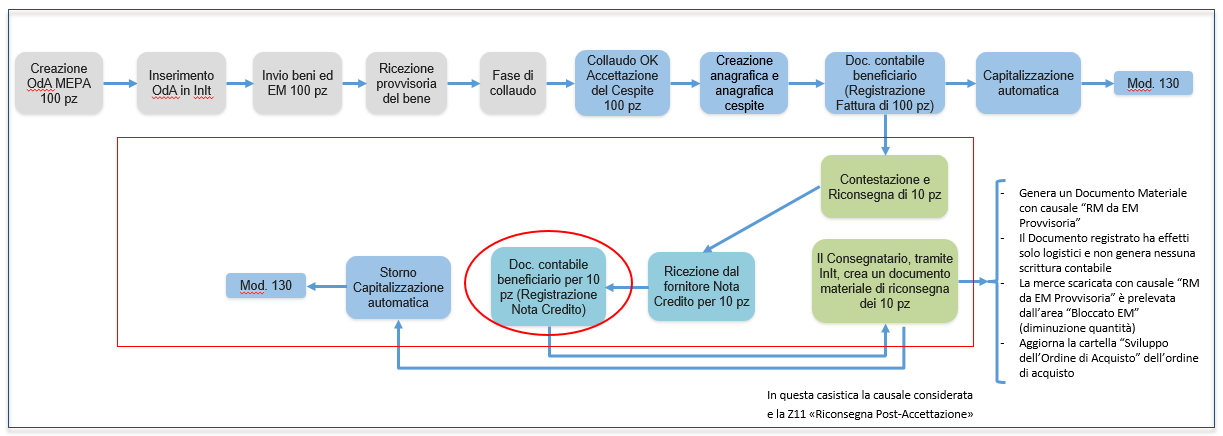 Creazione
OdA MEPA
100 pz
Inserimento
OdA in InIt
Invio beni ed
EM 100 pz
Ricezione
provvisoria
del bene
Fase di
collaudo
Collaudo OK
Accettazione
del Cespite
100 pz
Creazione
anagrafica e
anagrafica
cespite
Doc. contabile
beneficiario
(Registrazione
Fattura di 100 pz)
Capitalizzazione
automatica
Mod. 130
Contestazione e
Riconsegna di 10 pz
Mod. 130
Storno
Capitalizzazione
automatica
Doc. contabile
beneficiario per 10
pz (Registrazione
Nota Credito)
Ricezione dal
fornitore Nota
Credito per 10 pz
Il Consegnatario, tramite
InIt, crea un documento
materiale di riconsegna
dei 10 pz
- Genera un Documento Materiale
con causale “RM da EM
Provvisoria”
- Il Documento registrato ha effetti
solo logistici e non genera nessuna
scrittura contabile
- La merce scaricata con causale “RM
da EM Provvisoria” è prelevata
dall’area “Bloccato EM”
(diminuzione quantità)
- Aggiorna la cartella “Sviluppo
dell’Ordine di Acquisto” dell’ordine
di acquisto
In questa casistica la causale considerata
e la Z11 «Riconsegna Post-Accettazione»